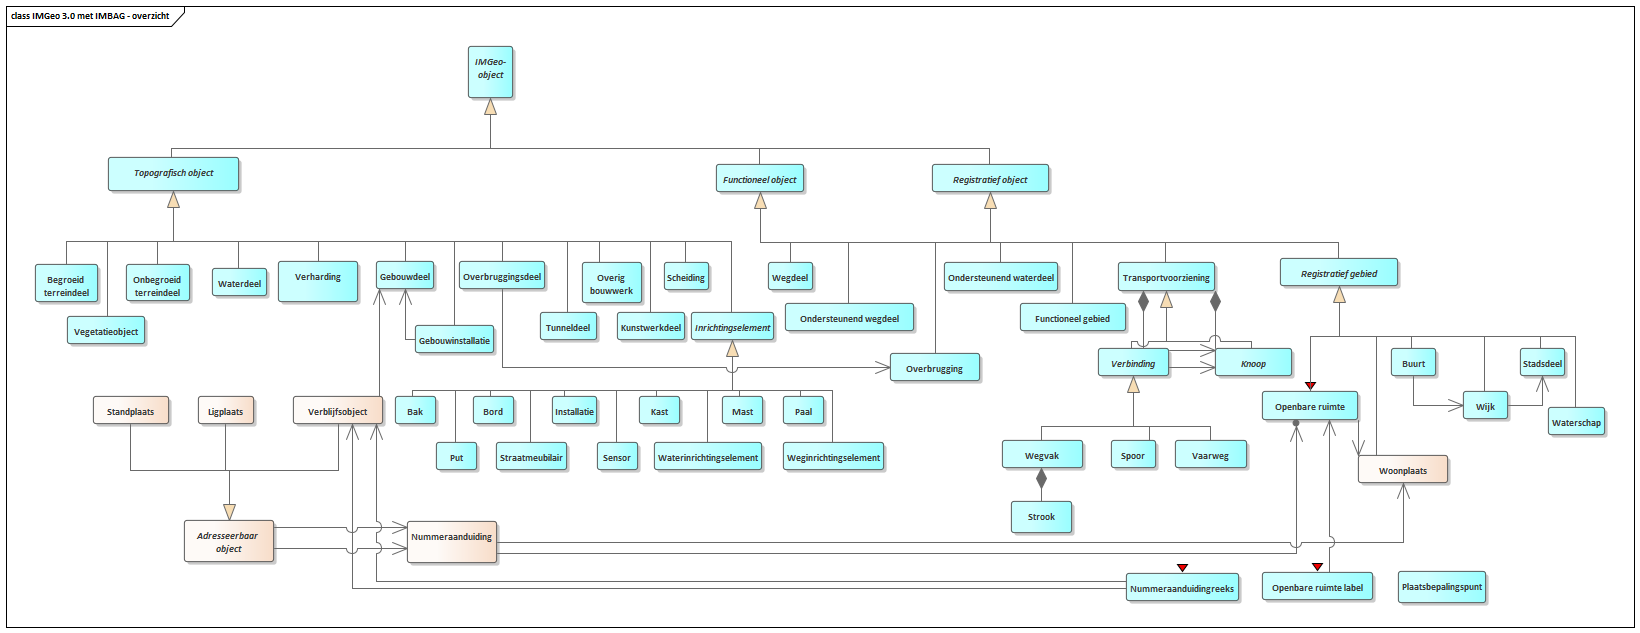 class IMGeo 3.0 met IMBAG - overzicht
IMGeo-
object
Topografisch object
Functioneel object
Registratief object
Begroeid
terreindeel
Onbegroeid
terreindeel
Waterdeel
Verharding
Gebouwdeel
Overbruggingsdeel
Overig
bouwwerk
Scheiding
Wegdeel
Ondersteunend waterdeel
Transportvoorziening
Registratief gebied
Vegetatieobject
Gebouwinstallatie
Tunneldeel
Kunstwerkdeel
Inrichtingselement
Ondersteunend wegdeel
Functioneel gebied
Overbrugging
Verbinding
Knoop
Buurt
Stadsdeel
Standplaats
Ligplaats
Verblijfsobject
Bak
Bord
Installatie
Kast
Mast
Paal
Openbare ruimte
Wijk
Waterschap
Put
Straatmeubilair
Sensor
Waterinrichtingselement
Weginrichtingselement
Wegvak
Spoor
Vaarweg
Woonplaats
Strook
Adresseerbaar
object
Nummeraanduiding
Nummeraanduidingreeks
Openbare ruimte label
Plaatsbepalingspunt